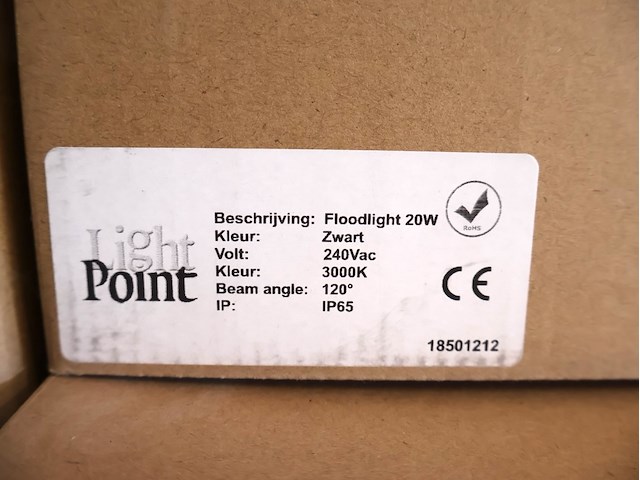 Light
Point
Beschrijving: Floodlight 20W
Kleur: Zwart
Volt: 240Vac
Kleur: 3000K
Beam angle: 120°
IP: IP65
RoHS
CE
18501212